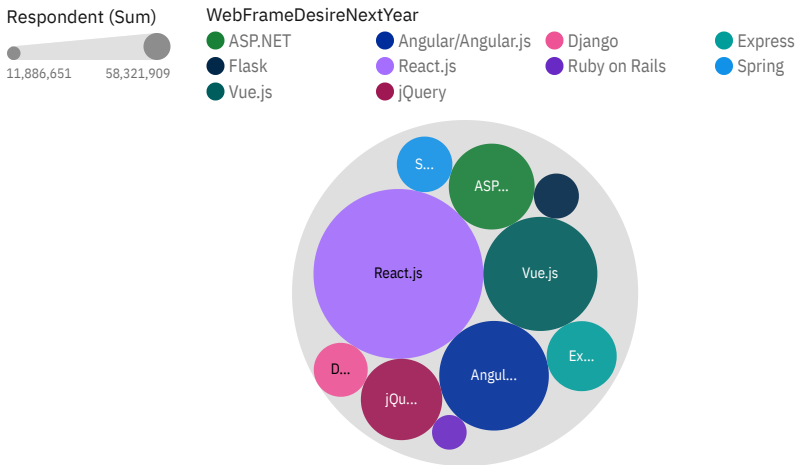 Respondent (Sum)
11,886,651 58,321,909
WebFrameDesireNextYear
ASP.NET Angular/Angular.js Django Express
Flask React.js Ruby on Rails Spring
Vue.js jQuery
S...
ASP...
React.js
Vue.js
Ex...
D...
Angul...
jQu...